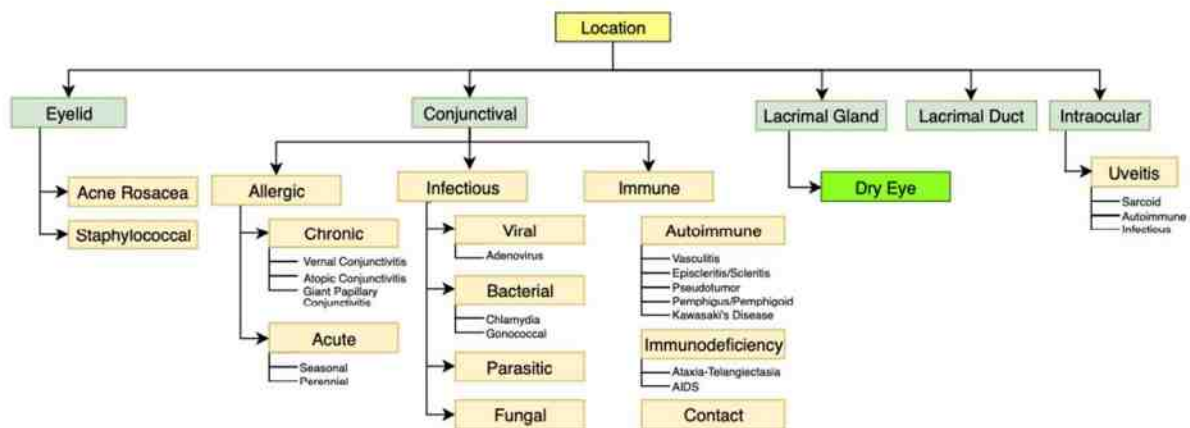 Location
Eyelid
Conjunctival
Lacrimal Gland
Lacrimal Duct
Intraocular
Acne Rosacea
Staphylococcal
Allergic
Chronic
Vernal Conjunctivitis
Atopic Conjunctivitis
Giant Papillary
Conjunctivitis
Acute
Seasonal
Perennial
Infectious
Viral
Adenovirus
Bacterial
Chlamydia
Gonococcal
Parasitic
Fungal
Immune
Autoimmune
Vasculitis
Episcleritis/Scleritis
Pseudotumor
Pemphigus/Pemphigoid
Kawasaki's Disease
Immunodeficiency
Ataxia-Telangiectasia
AIDS
Contact
Dry Eye
Uveitis
Sarcoid
Autoimmune
Infectious